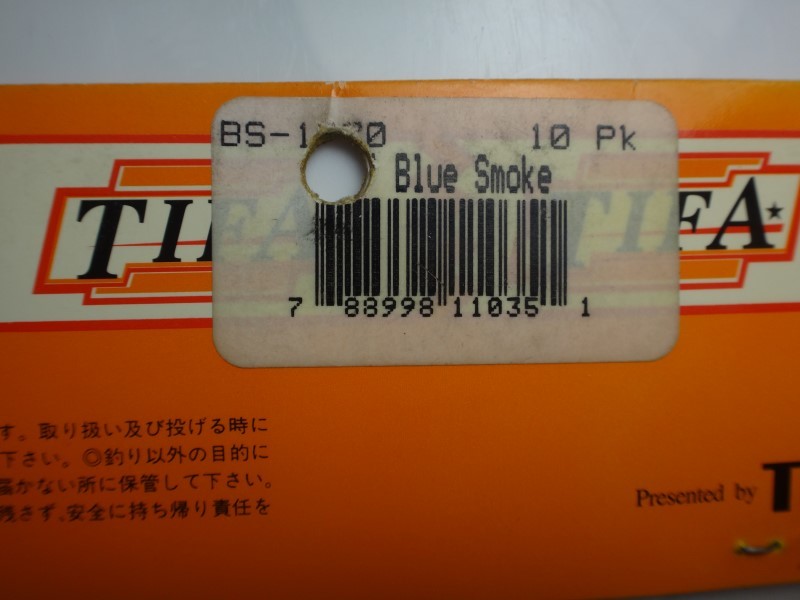 10 Pk
Blue Smoke
TIFA
TIFA★
7 88998 11035 1
す。取り扱い及び投げる時に
下さい。◎釣り以外の目的に
届かない所に保管して下さい。
残さず、安全に持ち帰り責任を
Presented by